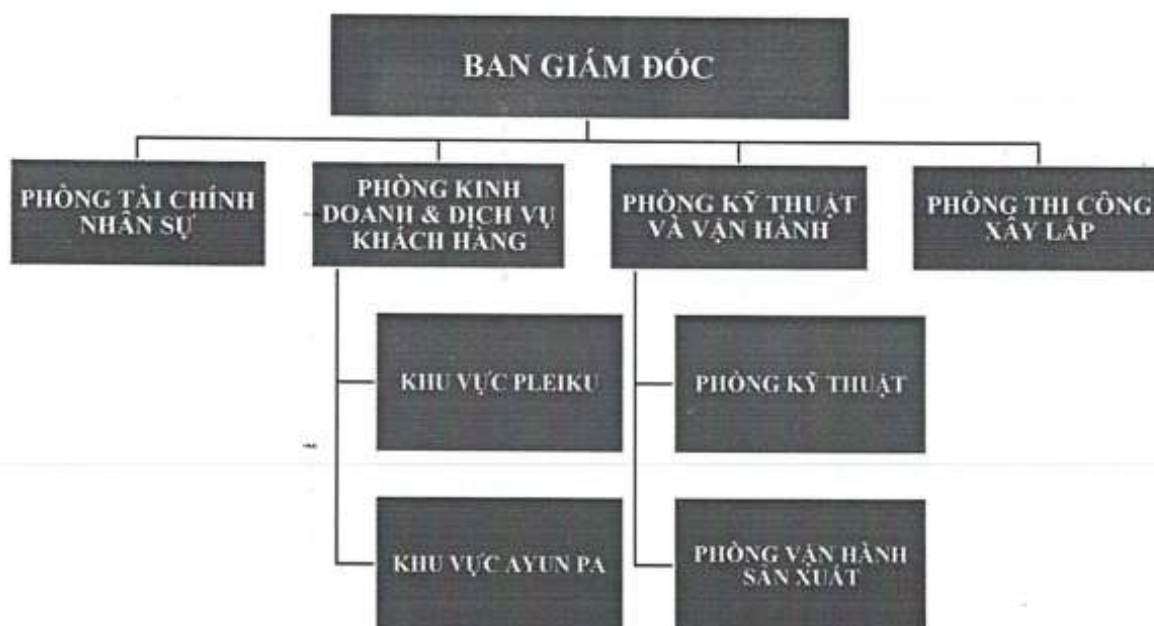 BAN GIÁM ĐỐC
PHÒNG TÀI CHÍNH
NHÂN SỰ
PHÒNG KINH
DOANH & DỊCH VỤ
KHÁCH HÀNG
PHÒNG KỸ THUẬT
VÀ VẬN HÀNH
PHÒNG THI CÔNG
XÂY LẮP
KHU VỰC PLEIKU
PHÒNG KỸ THUẬT
KHU VỰC AYUN PA
PHÒNG VẬN HÀNH
SẢN XUẤT